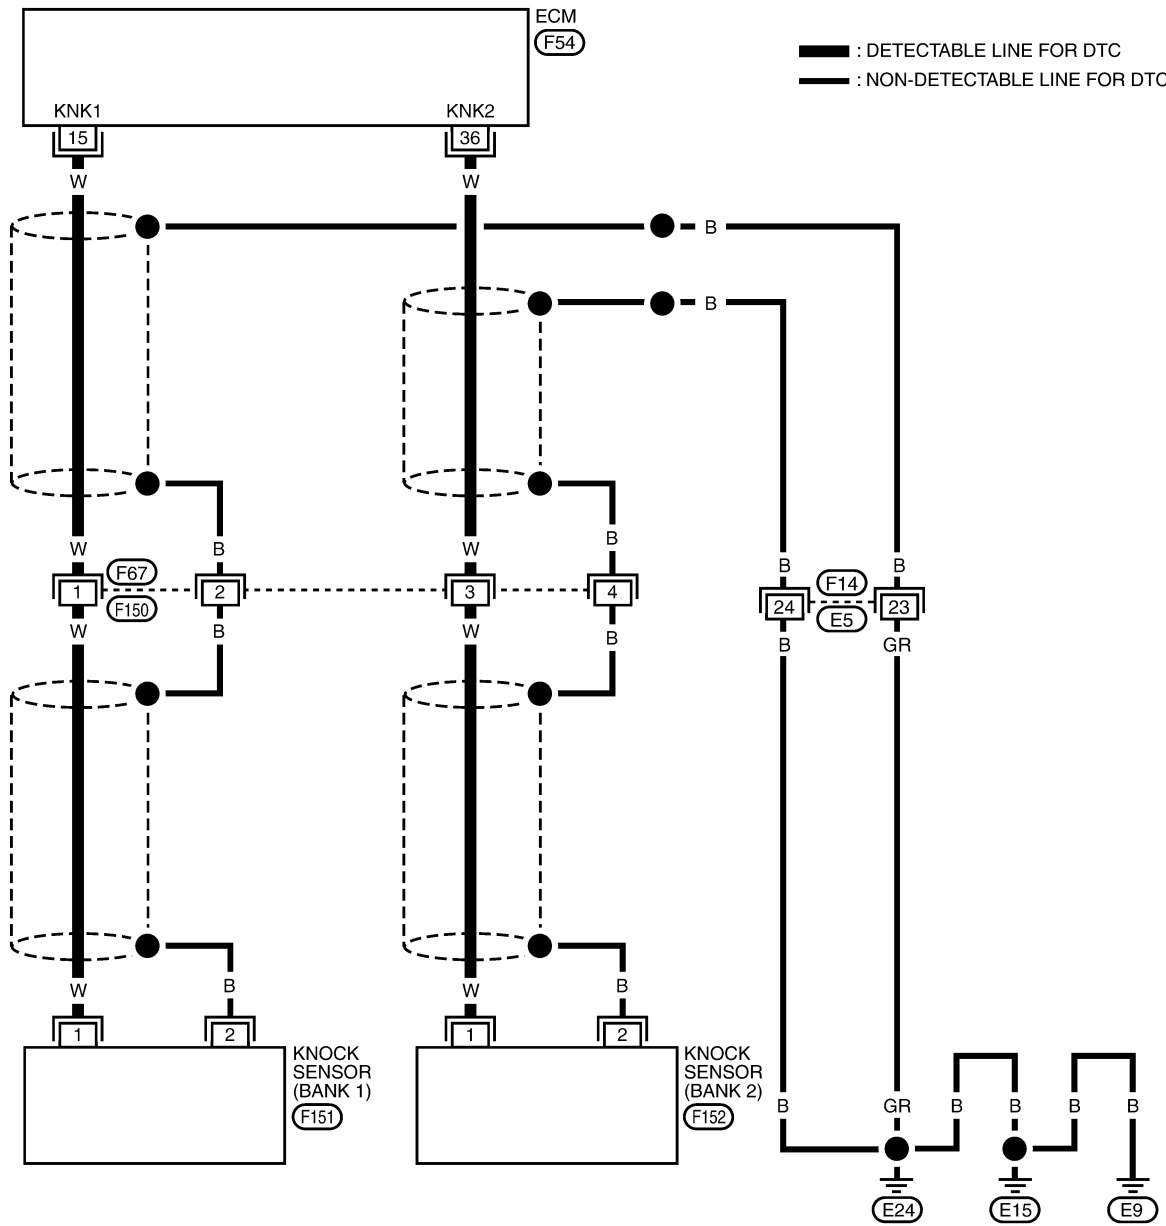 ECM
F54
: DETECTABLE LINE FOR DTC
: NON-DETECTABLE LINE FOR DTC
KNK1
KNK2
15
36
W
W
B
B
W
B
W
B
B
B
F67
F150
1
2
3
4
F14
E5
24
23
W
B
W
B
B
GR
W
B
W
B
1
2
1
2
KNOCK
SENSOR
(BANK 1)
F151
KNOCK
SENSOR
(BANK 2)
F152
B
GR
B
B
B
B
E24
E15
E9